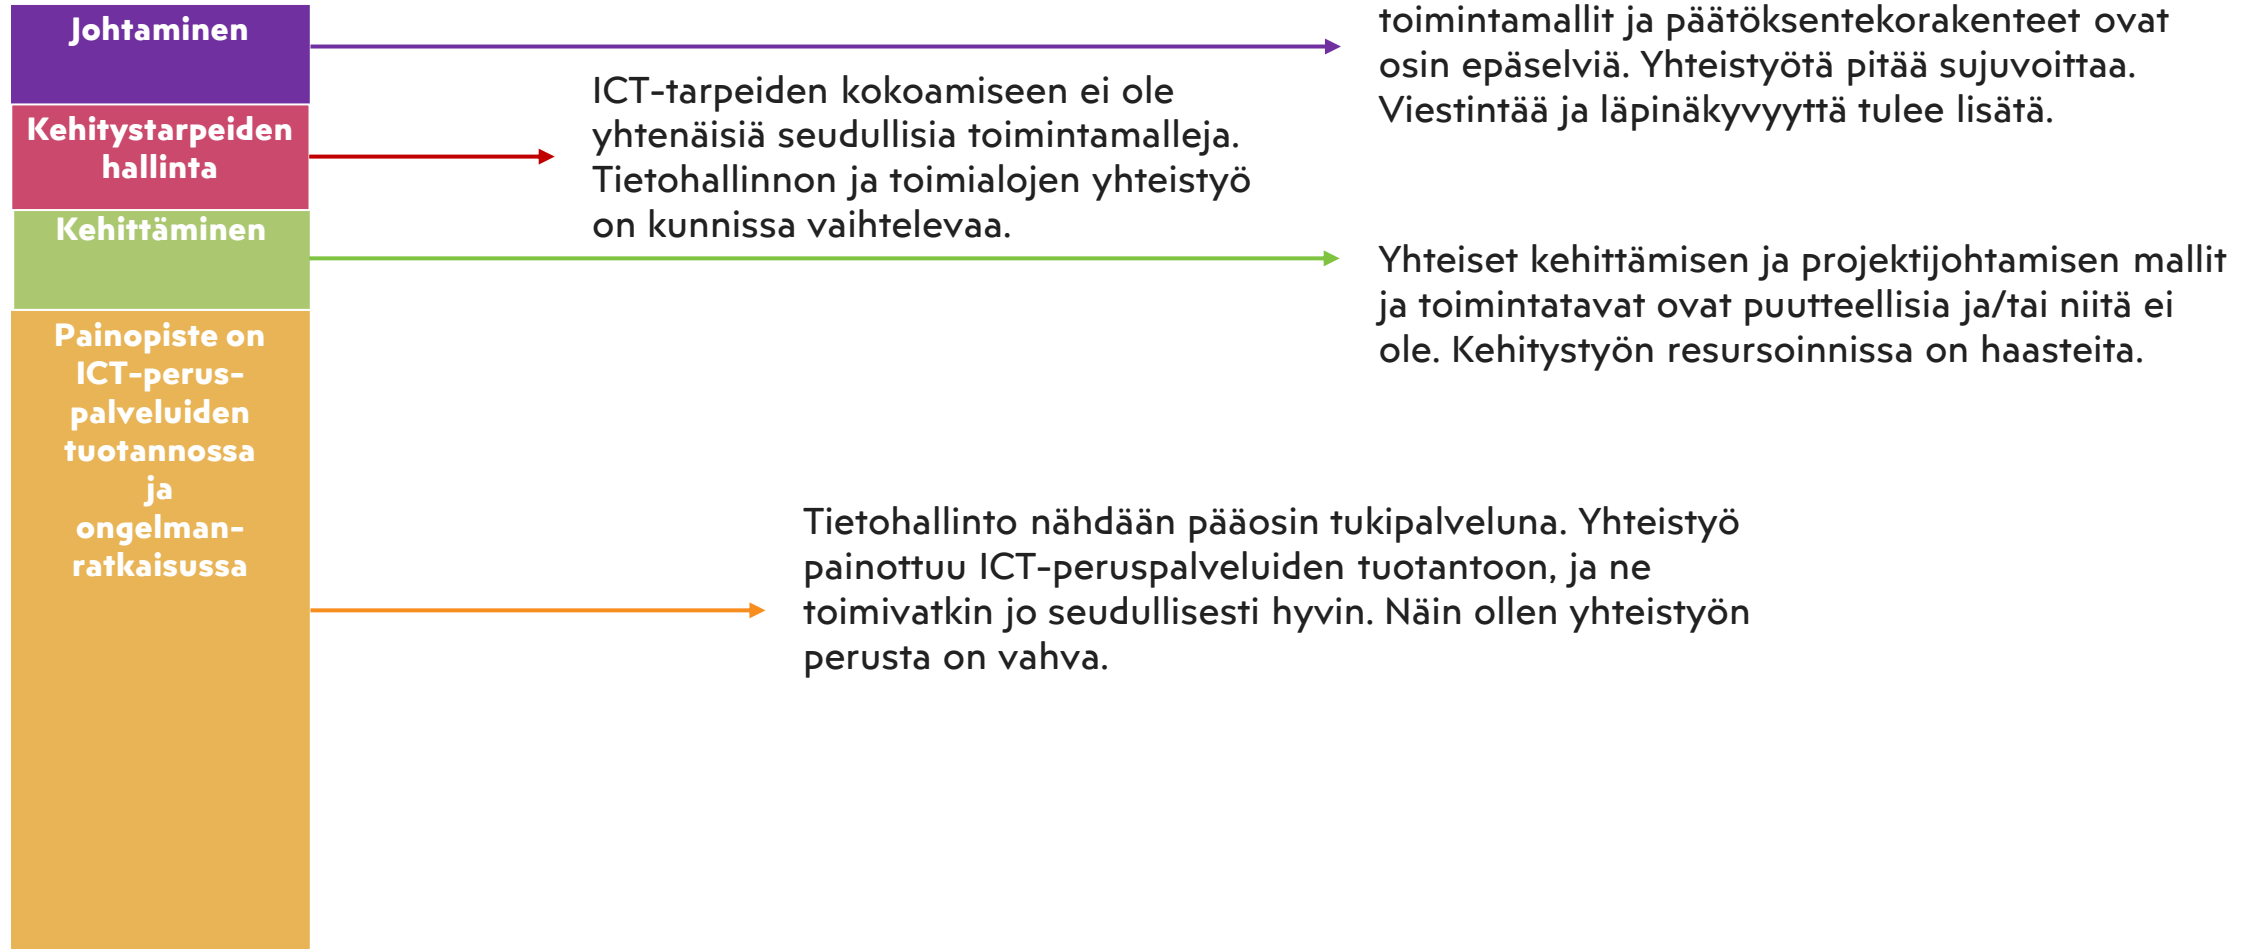 Johtaminen
toimintamallit ja päätöksentekorakenteet ovat
osin epäselviä. Yhteistyötä pitää sujuvoittaa.
Viestintää ja läpinäkyvyyttä tulee lisätä.
Kehitystarpeiden
hallinta
ICT-tarpeiden kokoamiseen ei ole
yhtenäisiä seudullisia toimintamalleja.
Tietohallinnon ja toimialojen yhteistyö
on kunnissa vaihtelevaa.
Kehittäminen
Yhteiset kehittämisen ja projektijohtamisen mallit
ja toimintatavat ovat puutteellisia ja/tai niitä ei
ole. Kehitystyön resursoinnissa on haasteita.
Painopiste on
ICT-perus-
palveluiden
tuotannossa
ja
ongelman-
ratkaisussa
Tietohallinto nähdään pääosin tukipalveluna. Yhteistyö
painottuu ICT-peruspalveluiden tuotantoon, ja ne
toimivatkin jo seudullisesti hyvin. Näin ollen yhteistyön
perusta on vahva.